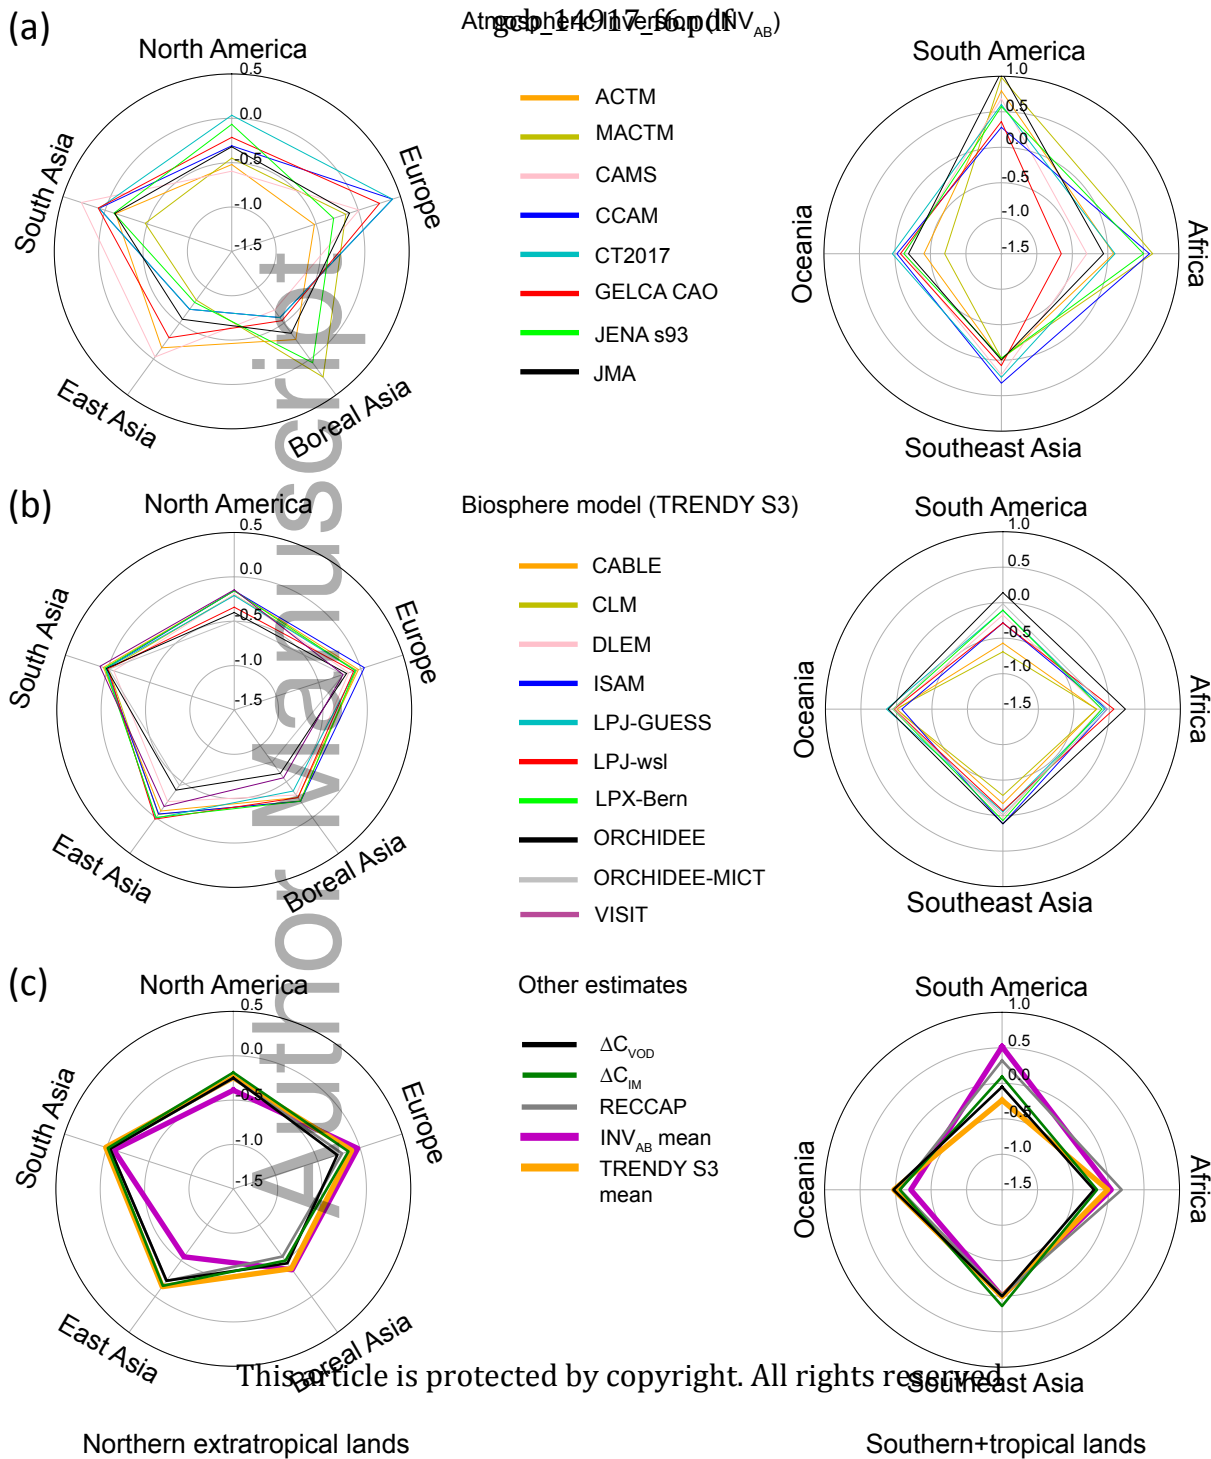 (a)
Atmospheric Inversion (INV AB)
gcb_14917_f6.pdf
North America
0.5
0.0
-0.5
-1.0
-1.5
South Asia
Europe
East Asia
Boreal Asia
ACTM
MACTM
CAMS
CCAM
CT2017
GELCA CAO
JENA s93
JMA
South America
1.0
0.5
0.0
-0.5
-1.0
-1.5
Oceania
Africa
Southeast Asia
(b)
Biosphere model (TRENDY S3)
North America
0.5
0.0
-0.5
-1.0
-1.5
South Asia
Europe
East Asia
Boreal Asia
CABLE
CLM
DLEM
ISAM
LPJ-GUESS
LPJ-wsl
LPX-Bern
ORCHIDEE
ORCHIDEE-MICT
VISIT
South America
1.0
0.5
0.0
-0.5
-1.0
-1.5
Oceania
Africa
Southeast Asia
(c)
Other estimates
North America
0.5
0.0
-0.5
-1.0
-1.5
South Asia
Europe
East Asia
Boreal Asia
ΔC VOD
ΔC IM
RECCAP
INV AB mean
TRENDY S3
mean
South America
1.0
0.5
0.0
-0.5
-1.0
-1.5
Oceania
Africa
Southeast Asia
Author Manuscript
This article is protected by copyright. All rights reserved
Northern extratropical lands
Southern+tropical lands